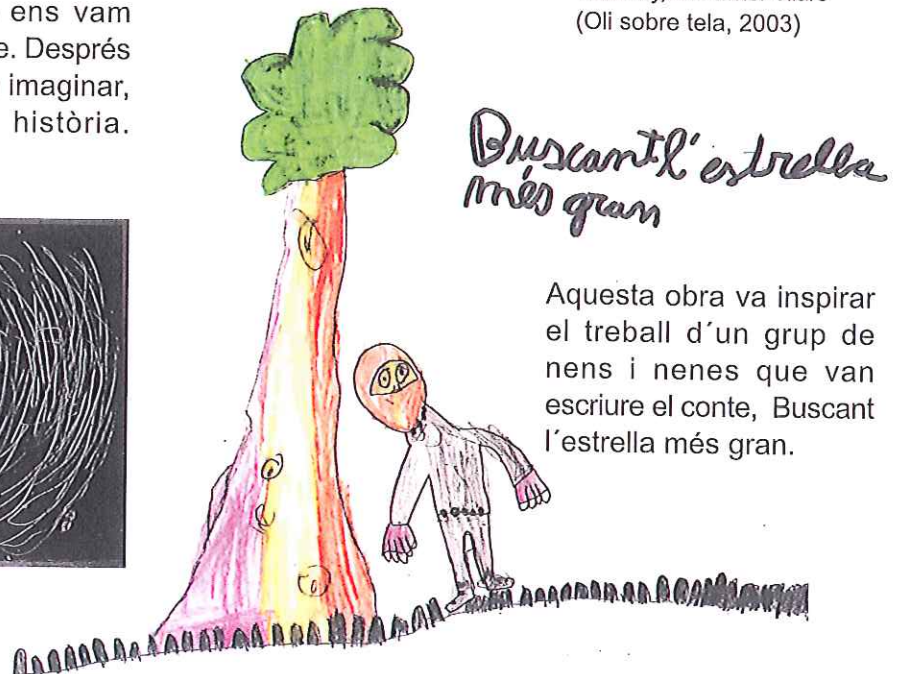 ens vam
e. Després
imaginar,
història.
(Oli sobre tela, 2003)
Buscant l' estrella
més gran
Aquesta obra va inspirar
el treball d´un grup de
nens i nenes que van
escriure el conte, Buscant
l´estrella més gran.